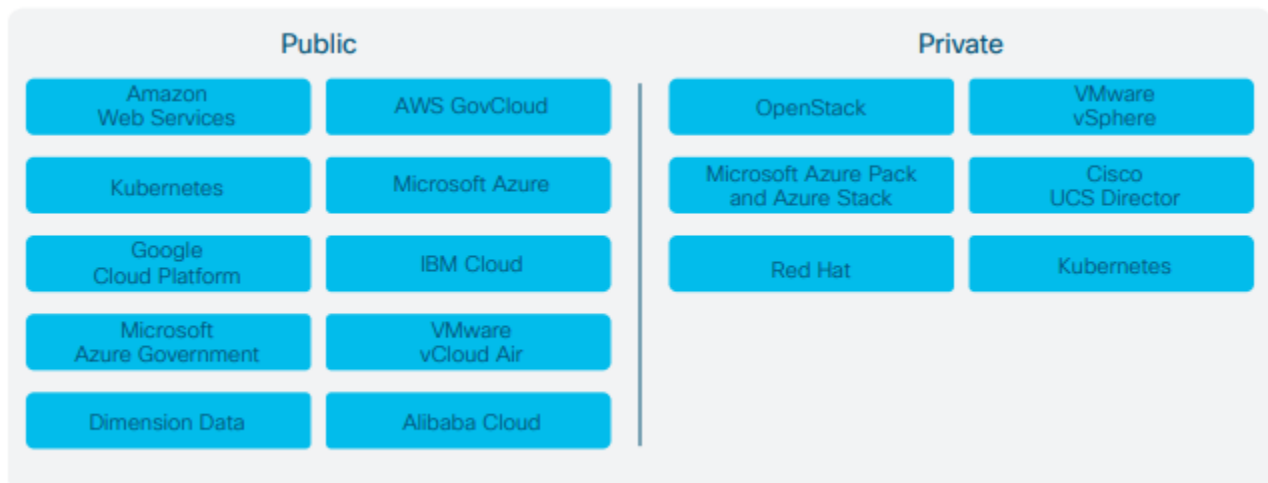 Public
Amazon
Web Services
AWS GovCloud
Kubernetes
Microsoft Azure
Google
Cloud Platform
IBM Cloud
Microsoft
Azure Government
VMware
vCloud Air
Dimension Data
Alibaba Cloud
Private
OpenStack
VMware
vSphere
Microsoft Azure Pack
and Azure Stack
Cisco
UCS Director
Red Hat
Kubernetes